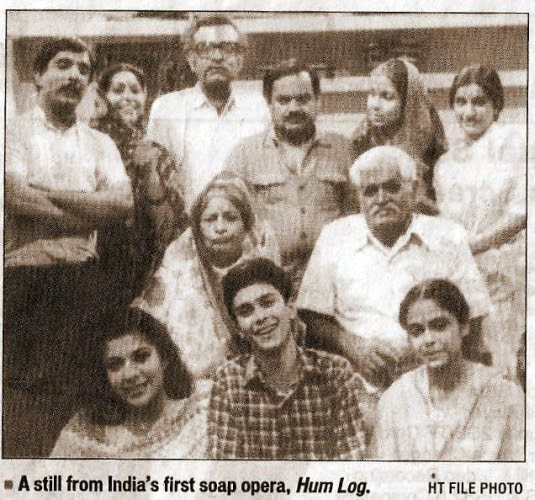 A still from India's first soap opera, Hum Log. HT FILE PHOTO